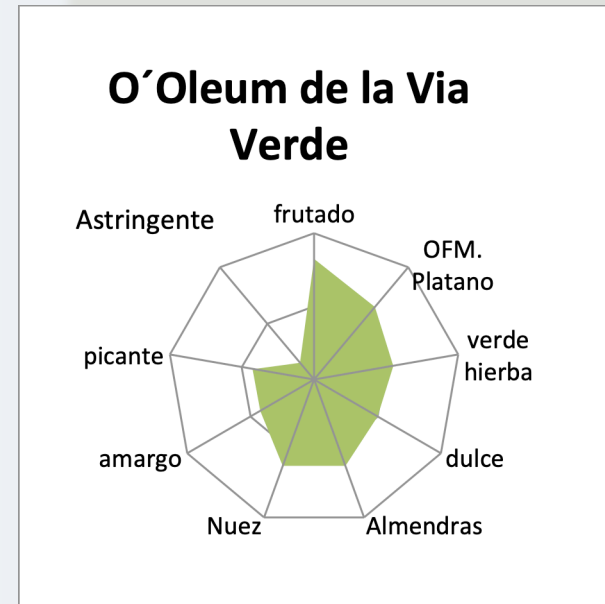 O´Oleum de la Via
Verde
frutado
Astringente
OFM.
Platano
verde
hierba
picante
dulce
amargo
Almendras
Nuez